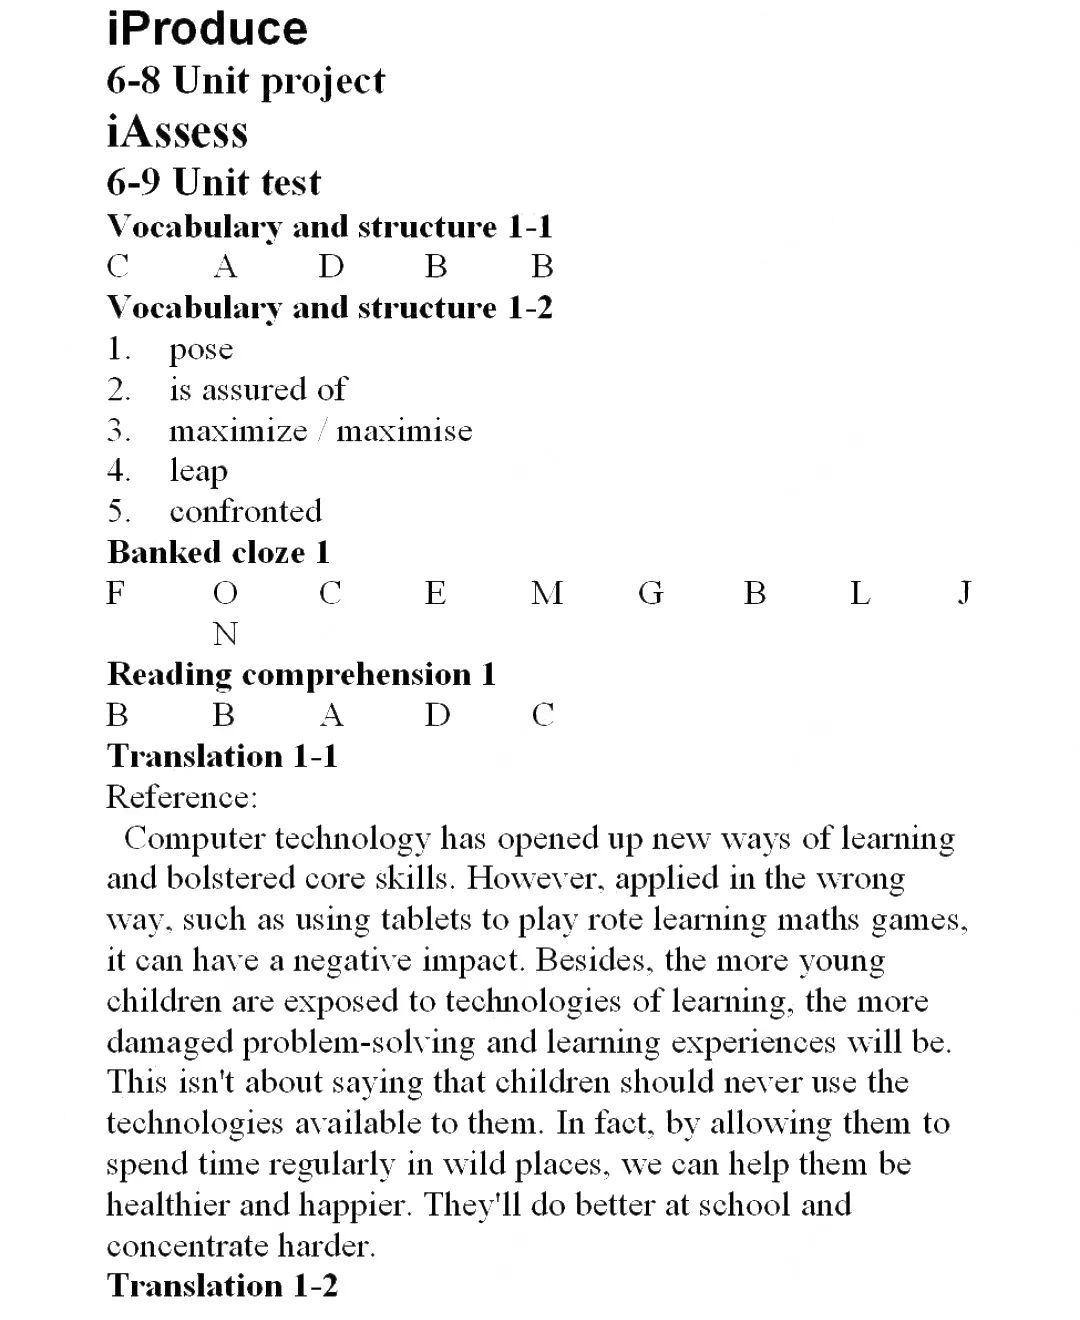 iProduce
6-8 Unit project
iAssess
6-9 Unit test
Vocabulary and structure 1-1
C A D B B
Vocabulary and structure 1-2
1. pose
2. is assured of
3. maximize / maximise
4. leap
5. confronted
Banked cloze 1
F O C E M G B L J
N
Reading comprehension 1
B B A D C
Translation 1-1
Reference:
Computer technology has opened up new ways of learning
and bolstered core skills. However, applied in the wrong
way, such as using tablets to play rote learning maths games,
it can have a negative impact. Besides, the more young
children are exposed to technologies of learning, the more
damaged problem-solving and learning experiences will be.
This isn't about saying that children should never use the
technologies available to them. In fact, by allowing them to
spend time regularly in wild places, we can help them be
healthier and happier. They'll do better at school and
concentrate harder.
Translation 1-2